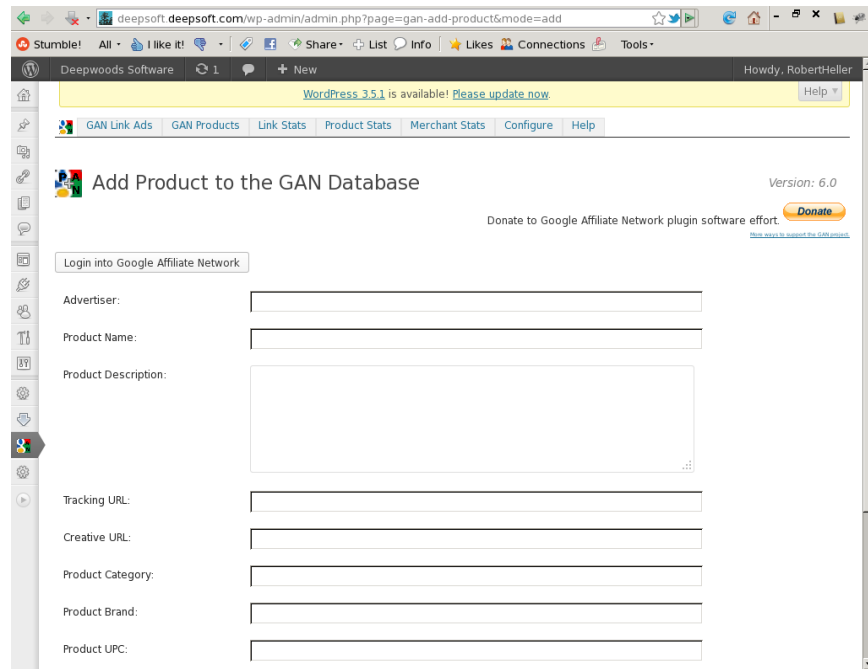 deepsoft.deepsoft.com/wp-admin/admin.php?page=gan-add-product&mode=add
Stumble! All I like it! Share List Info Likes Connections Tools
Deepwoods Software 1 + New Howdy, RobertHeller
WordPress 3.5.1 is available! Please update now. Help
GAN Link Ads GAN Products Link Stats Product Stats Merchant Stats Configure Help
Add Product to the GAN Database Version: 6.0
Donate to Google Affiliate Network plugin software effort. Donate
More ways to support the GAN project.
Login into Google Affiliate Network
Advertiser:
Product Name:
Product Description:
Tracking URL:
Creative URL:
Product Category:
Product Brand:
Product UPC: